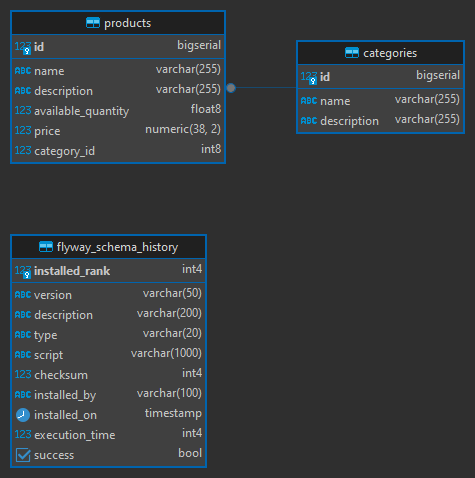 products
123 id bigserial
ABC name varchar(255)
ABC description varchar(255)
123 available_quantity float8
123 price numeric(38, 2)
123 category_id int8
categories
123 id bigserial
ABC name varchar(255)
ABC description varchar(255)
flyway_schema_history
123 installed_rank int4
ABC version varchar(50)
ABC description varchar(200)
ABC type varchar(20)
ABC script varchar(1000)
123 checksum int4
ABC installed_by varchar(100)
installed_on timestamp
123 execution_time int4
success bool